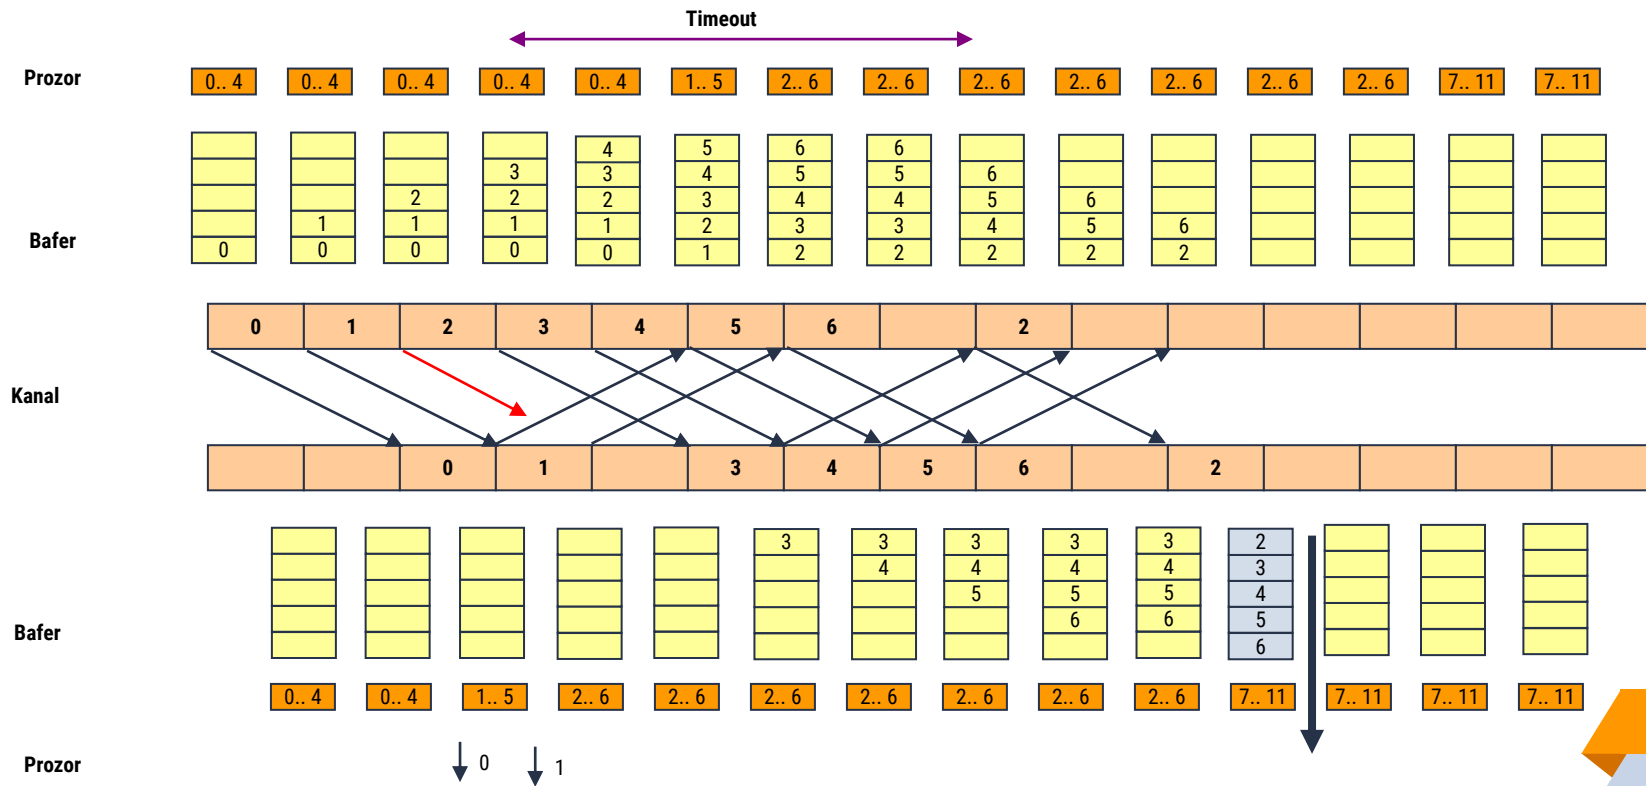 Timeout
Prozor 0.. 4 0.. 4 0.. 4 0.. 4 0.. 4 1.. 5 2.. 6 2.. 6 2.. 6 2.. 6 2.. 6 2.. 6 2.. 6 7.. 11 7.. 11
4 5 6 6
3 3 4 5 5 6
2 2 2 3 4 4 5 6
1 1 1 1 2 3 3 4 5 6
Bafer 0 0 0 0 0 1 2 2 2 2 2
0 1 2 3 4 5 6 2
Kanal
0 1 3 4 5 6 2
3 3 3 3 3 2
4 4 4 4 3
5 5 5 4
6 6 5
Bafer
6
0.. 4 0.. 4 1.. 5 2.. 6 2.. 6 2.. 6 2.. 6 2.. 6 2.. 6 2.. 6 7.. 11 7.. 11 7.. 11 7.. 11
Prozor 0 1